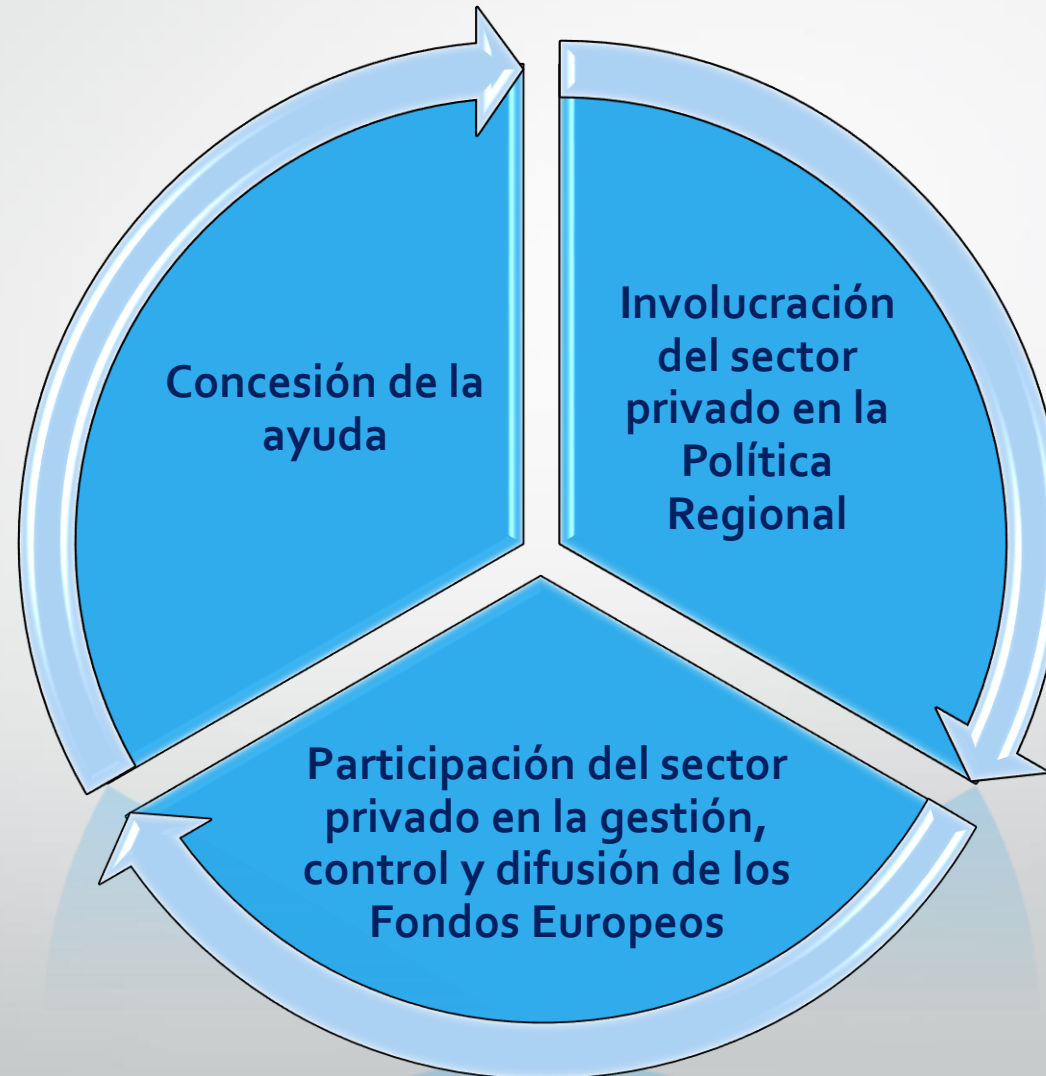 Concesión de la
ayuda
Involucración
del sector
privado en la
Política
Regional
Participación del sector
privado en la gestión,
control y difusión de los
Fondos Europeos